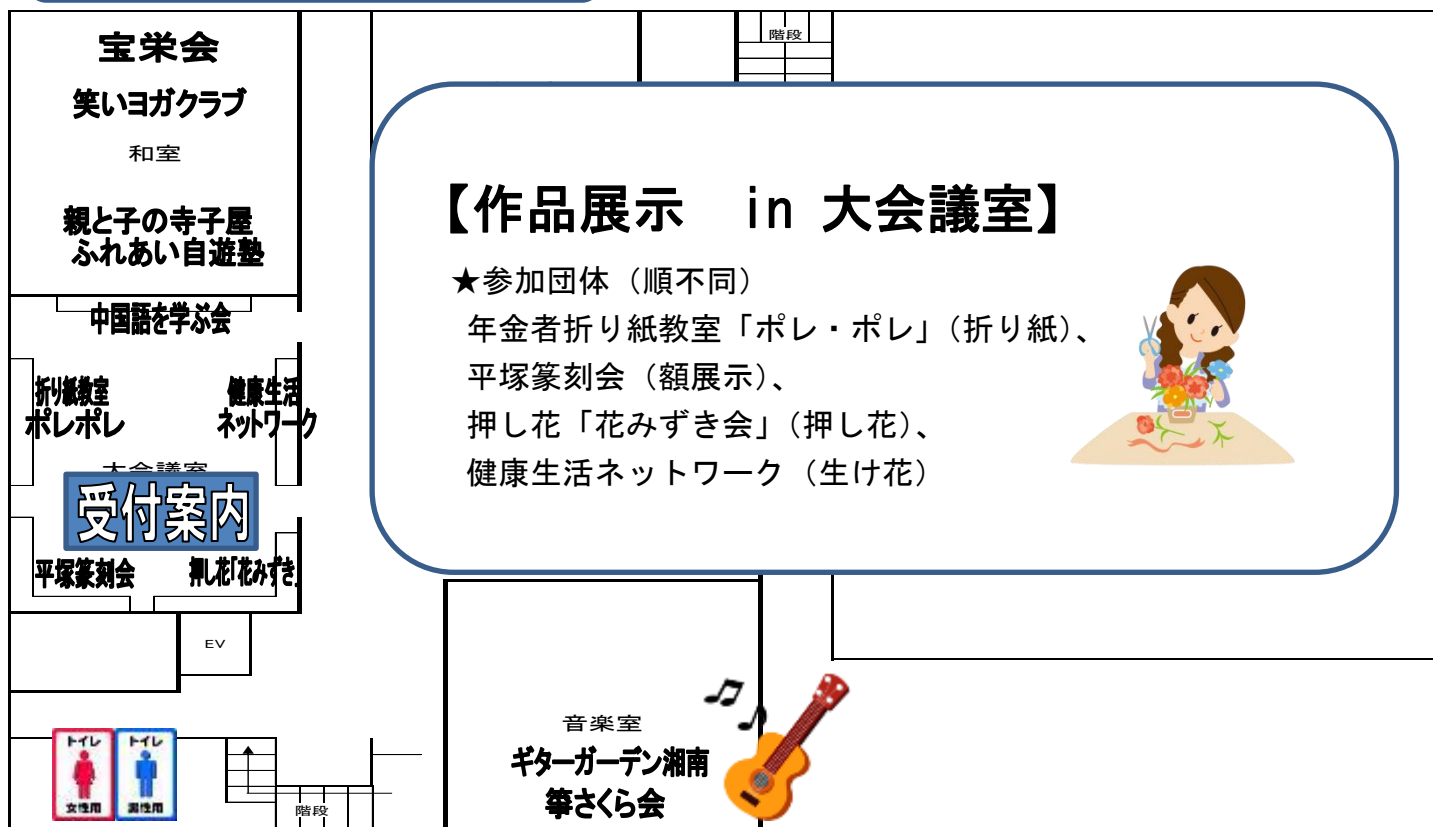 階段
宝栄会
笑いヨガクラブ
和室
親と子の寺子屋
ふれあい自遊塾
中国語を学ぶ会
折り紙教室
ポレポレ
健康生活
ネットワーク
大会議室
受付案内
平塚篆刻会
押し花「花みずき」
EV
【作品展示 in 大会議室】
★参加団体（順不同）
年金者折り紙教室「ポレ・ポレ」（折り紙）、
平塚篆刻会（額展示）、
押し花「花みずき会」（押し花）、
健康生活ネットワーク（生け花）
トイレ
女性用
トイレ
男性用
階段
音楽室
ギターガーデン湘南
箏さくら会